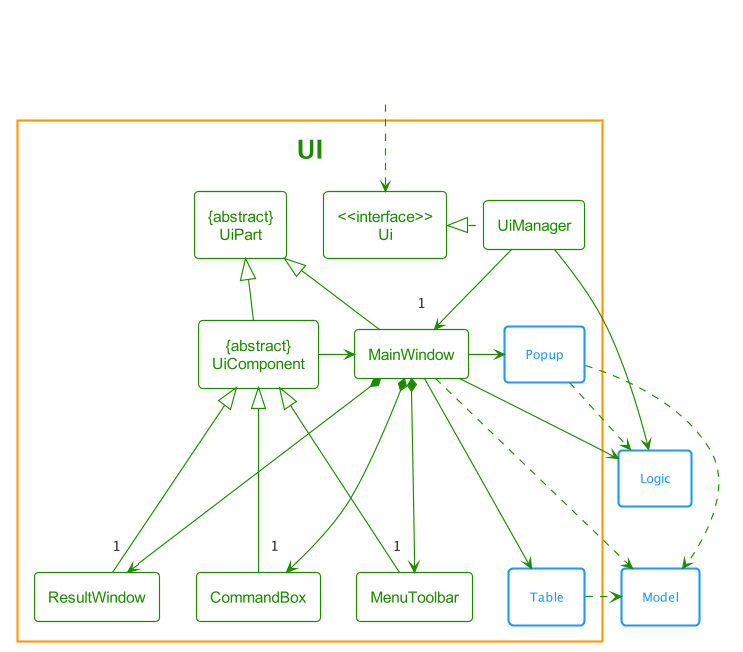 UI
{abstract}
UiPart
<<interface>>
Ui
UiManager
1
{abstract}
UiComponent
MainWindow
Popup
Logic
1
1
1
ResultWindow
CommandBox
MenuToolbar
Table
Model